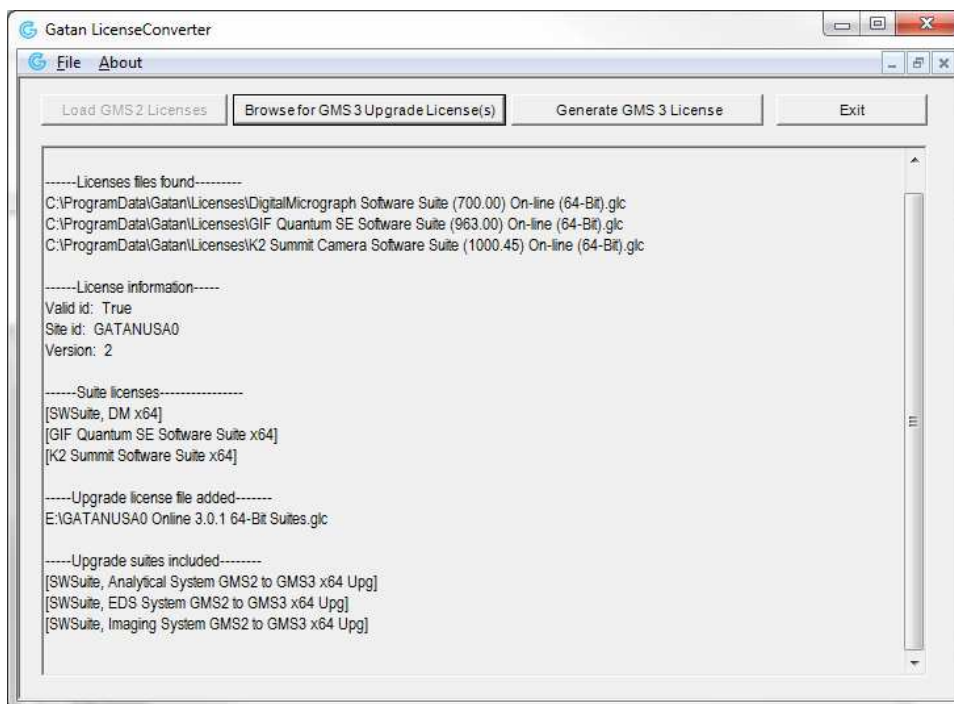 Gatan LicenseConverter
File About
Load GMS 2 Licenses Browse for GMS 3 Upgrade License(s) Generate GMS 3 License Exit
------Licenses files found---------
C:\ProgramData\Gatan\Licenses\DigitalMicrograph Software Suite (700.00) On-line (64-Bit).glc
C:\ProgramData\Gatan\Licenses\GIF Quantum SE Software Suite (963.00) On-line (64-Bit).glc
C:\ProgramData\Gatan\Licenses\K2 Summit Camera Software Suite (1000.45) On-line (64-Bit).glc
------License information-----
Valid id: True
Site id: GATANUSA0
Version: 2
------Suite licenses----------------
[SWSuite, DM x64]
[GIF Quantum SE Software Suite x64]
[K2 Summit Software Suite x64]
-----Upgrade license file added-------
E:\GATANUSA0 Online 3.0.1 64-Bit Suites.glc
-----Upgrade suites included--------
[SWSuite, Analytical System GMS2 to GMS3 x64 Upg]
[SWSuite, EDS System GMS2 to GMS3 x64 Upg]
[SWSuite, Imaging System GMS2 to GMS3 x64 Upg]